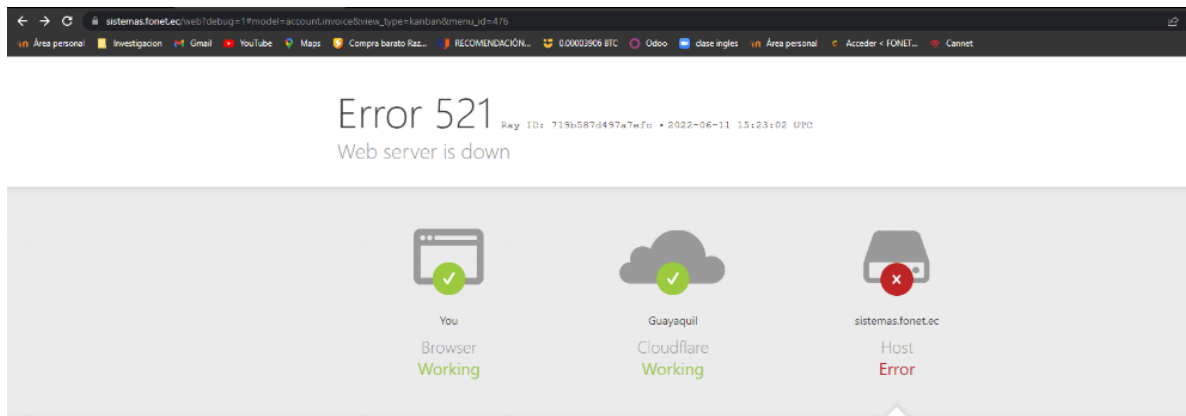 sistemas.fonet.ec/web?debug=1#model=account.invoice&view_type=kanban&menu_id=476
Área personal Investigacion Gmail YouTube Maps Compra barato Raz... RECOMENDACIÓN... 0.00003906 BTC Odoo clase ingles Área personal Acceder < FONET... Cannet
Error 521 Ray ID: 719b587d497a7efc • 2022-06-11 15:23:02 UTC
Web server is down
You Guayaquil sistemas.fonet.ec
Browser Cloudflare Host
Working Working Error